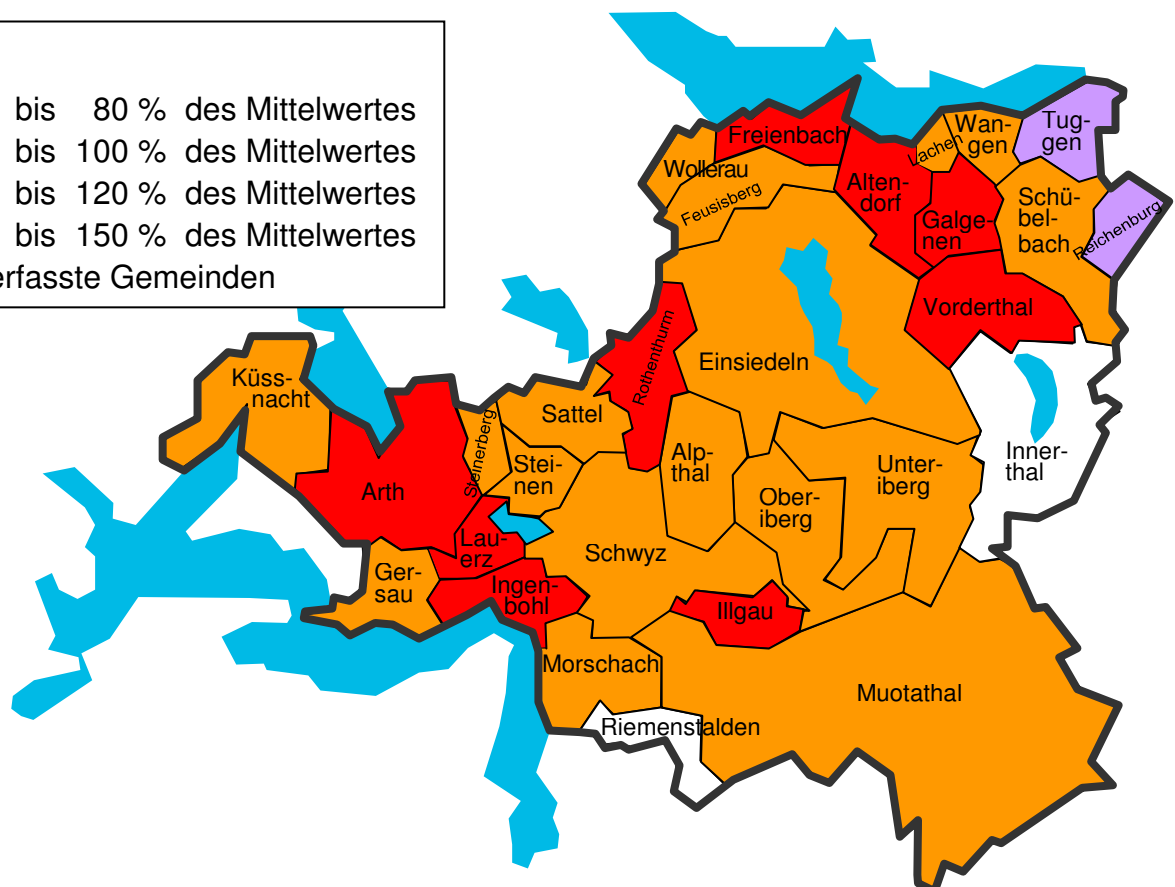 bis 80 % des Mittelwertes
bis 100 % des Mittelwertes
bis 120 % des Mittelwertes
bis 150 % des Mittelwertes
erfasste Gemeinden
Freienbach
Wollerau
Feusisberg
Lachen
Wan-
gen
Tug-
gen
Alten-
dorf
Galge-
nen
Schü-
bel-
bach
Reichenburg
Vorderthal
Rothenthurm
Einsiedeln
Küss-
nacht
Sattel
Steinerberg
Stei-
nen
Alp-
thal
Unter-
iberg
Inner-
thal
Arth
Ober-
iberg
Lau-
erz
Schwyz
Ger-
sau
Ingen-
bohl
Illgau
Morschach
Muotathal
Riemenstalden